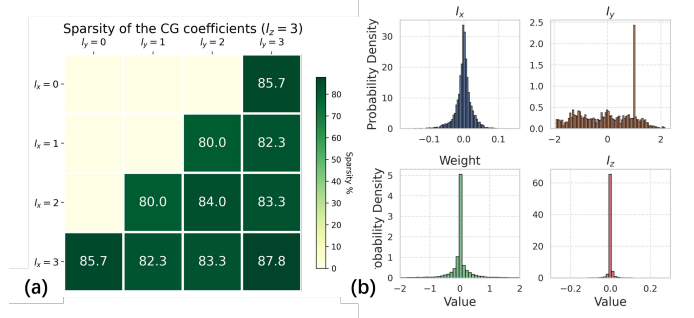 Sparsity of the CG coefficients (l_z = 3)
l_y = 0 l_y = 1 l_y = 2 l_y = 3
l_x = 0 85.7
l_x = 1 80.0 82.3
l_x = 2 80.0 84.0 83.3
l_x = 3 85.7 82.3 83.3 87.8
80
70
60
50
40
30
20
10
0
Sparsity %
(a)
l_x
Probability Density
30
20
10
0
−0.1 0.0 0.1
l_y
2.5
2.0
1.5
1.0
0.5
0.0
−2 0 2
Weight
obability Density
5
4
3
2
1
0
−2 −1 0 1 2
Value
l_z
60
40
20
0
−0.2 0.0 0.2
Value
(b)